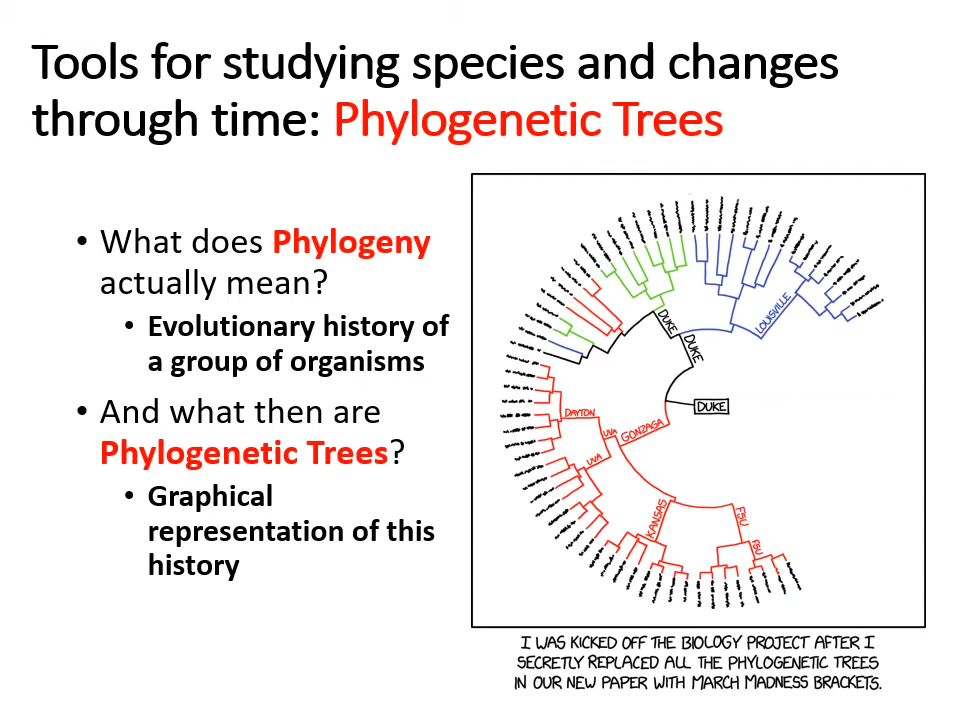 Tools for studying species and changes
through time: Phylogenetic Trees
• What does Phylogeny
actually mean?
• Evolutionary history of
a group of organisms
• And what then are
Phylogenetic Trees?
• Graphical
representation of this
history
DUKE
DUKE
LOUISVILLE
DUKE
DAYTON
UVA
GONZAGA
UVA
KANSAS
FSU
FSU
I WAS KICKED OFF THE BIOLOGY PROJECT AFTER I
SECRETLY REPLACED ALL THE PHYLOGENETIC TREES
IN OUR NEW PAPER WITH MARCH MADNESS BRACKETS.